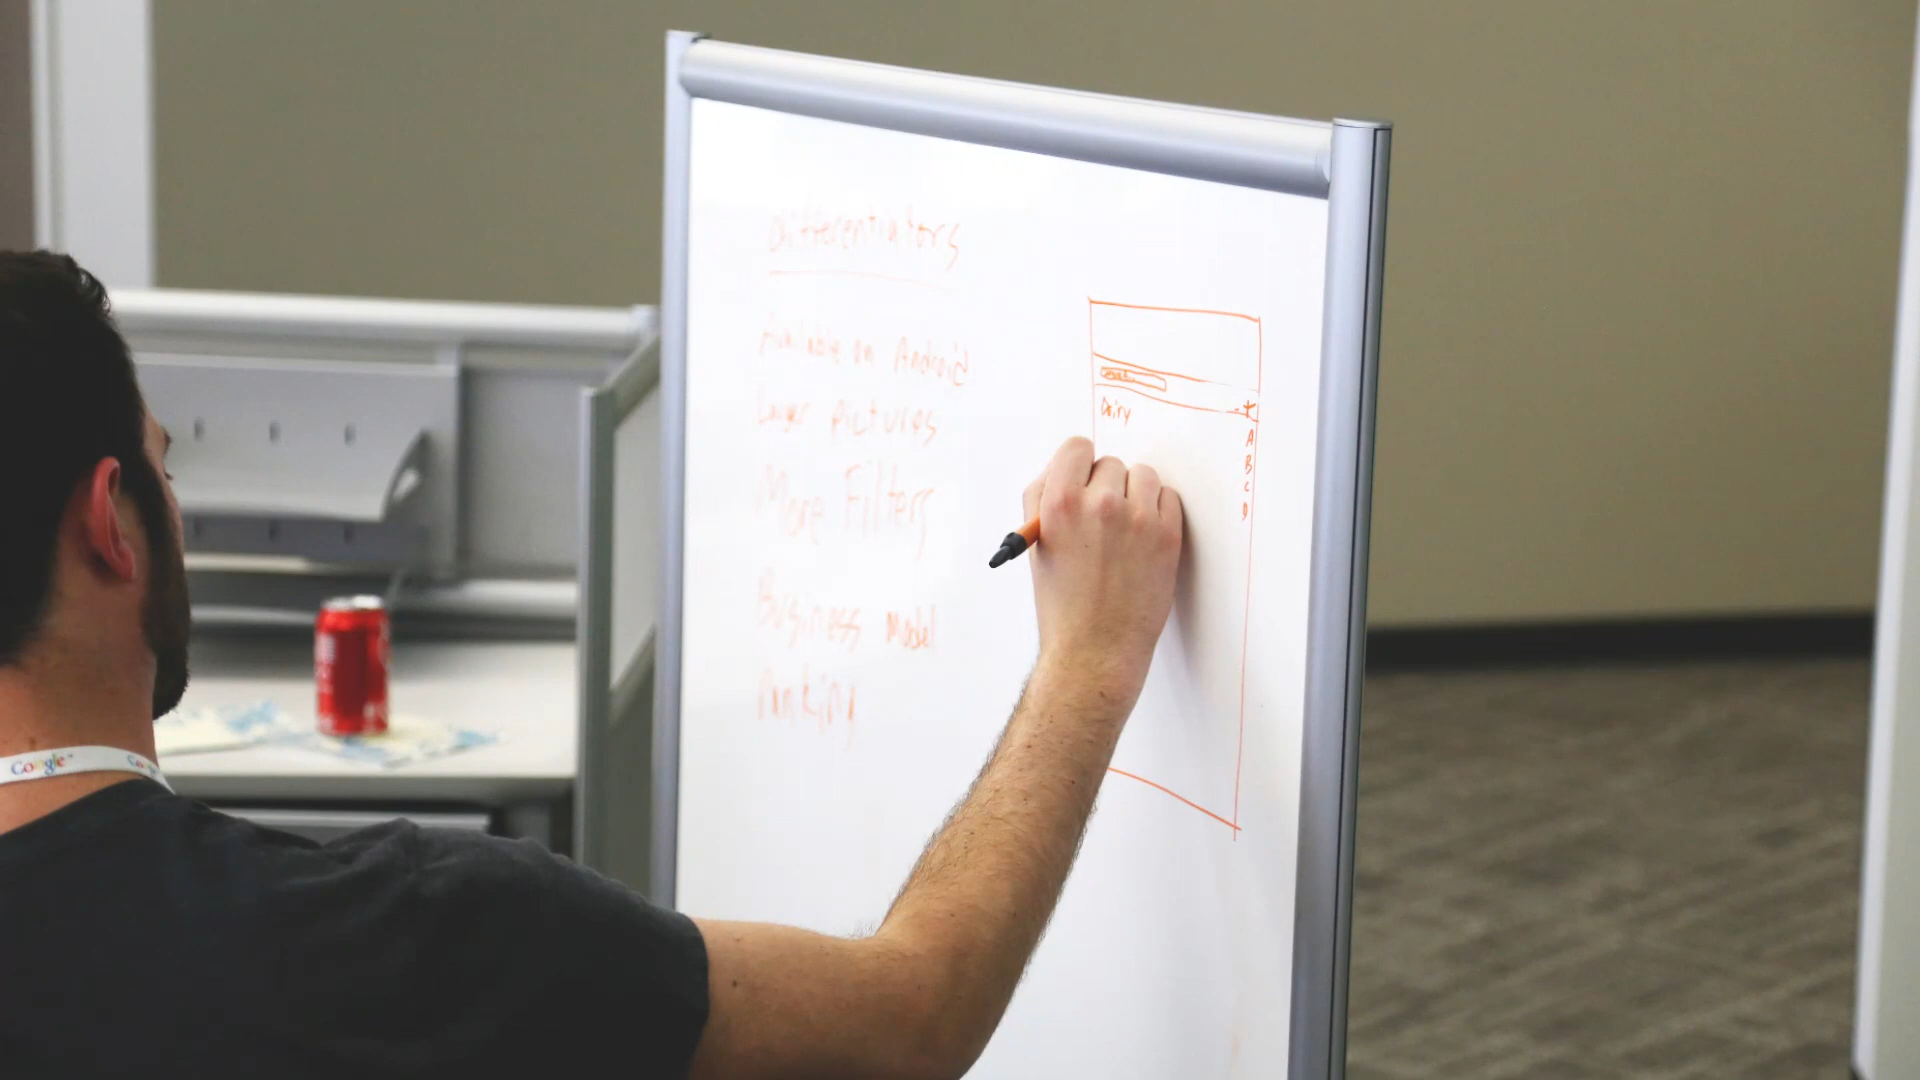 Differentiators
Available on Android
Larger pictures
More Filters
Business Model
ranking
Dairy
+
A
B
C
D
Google